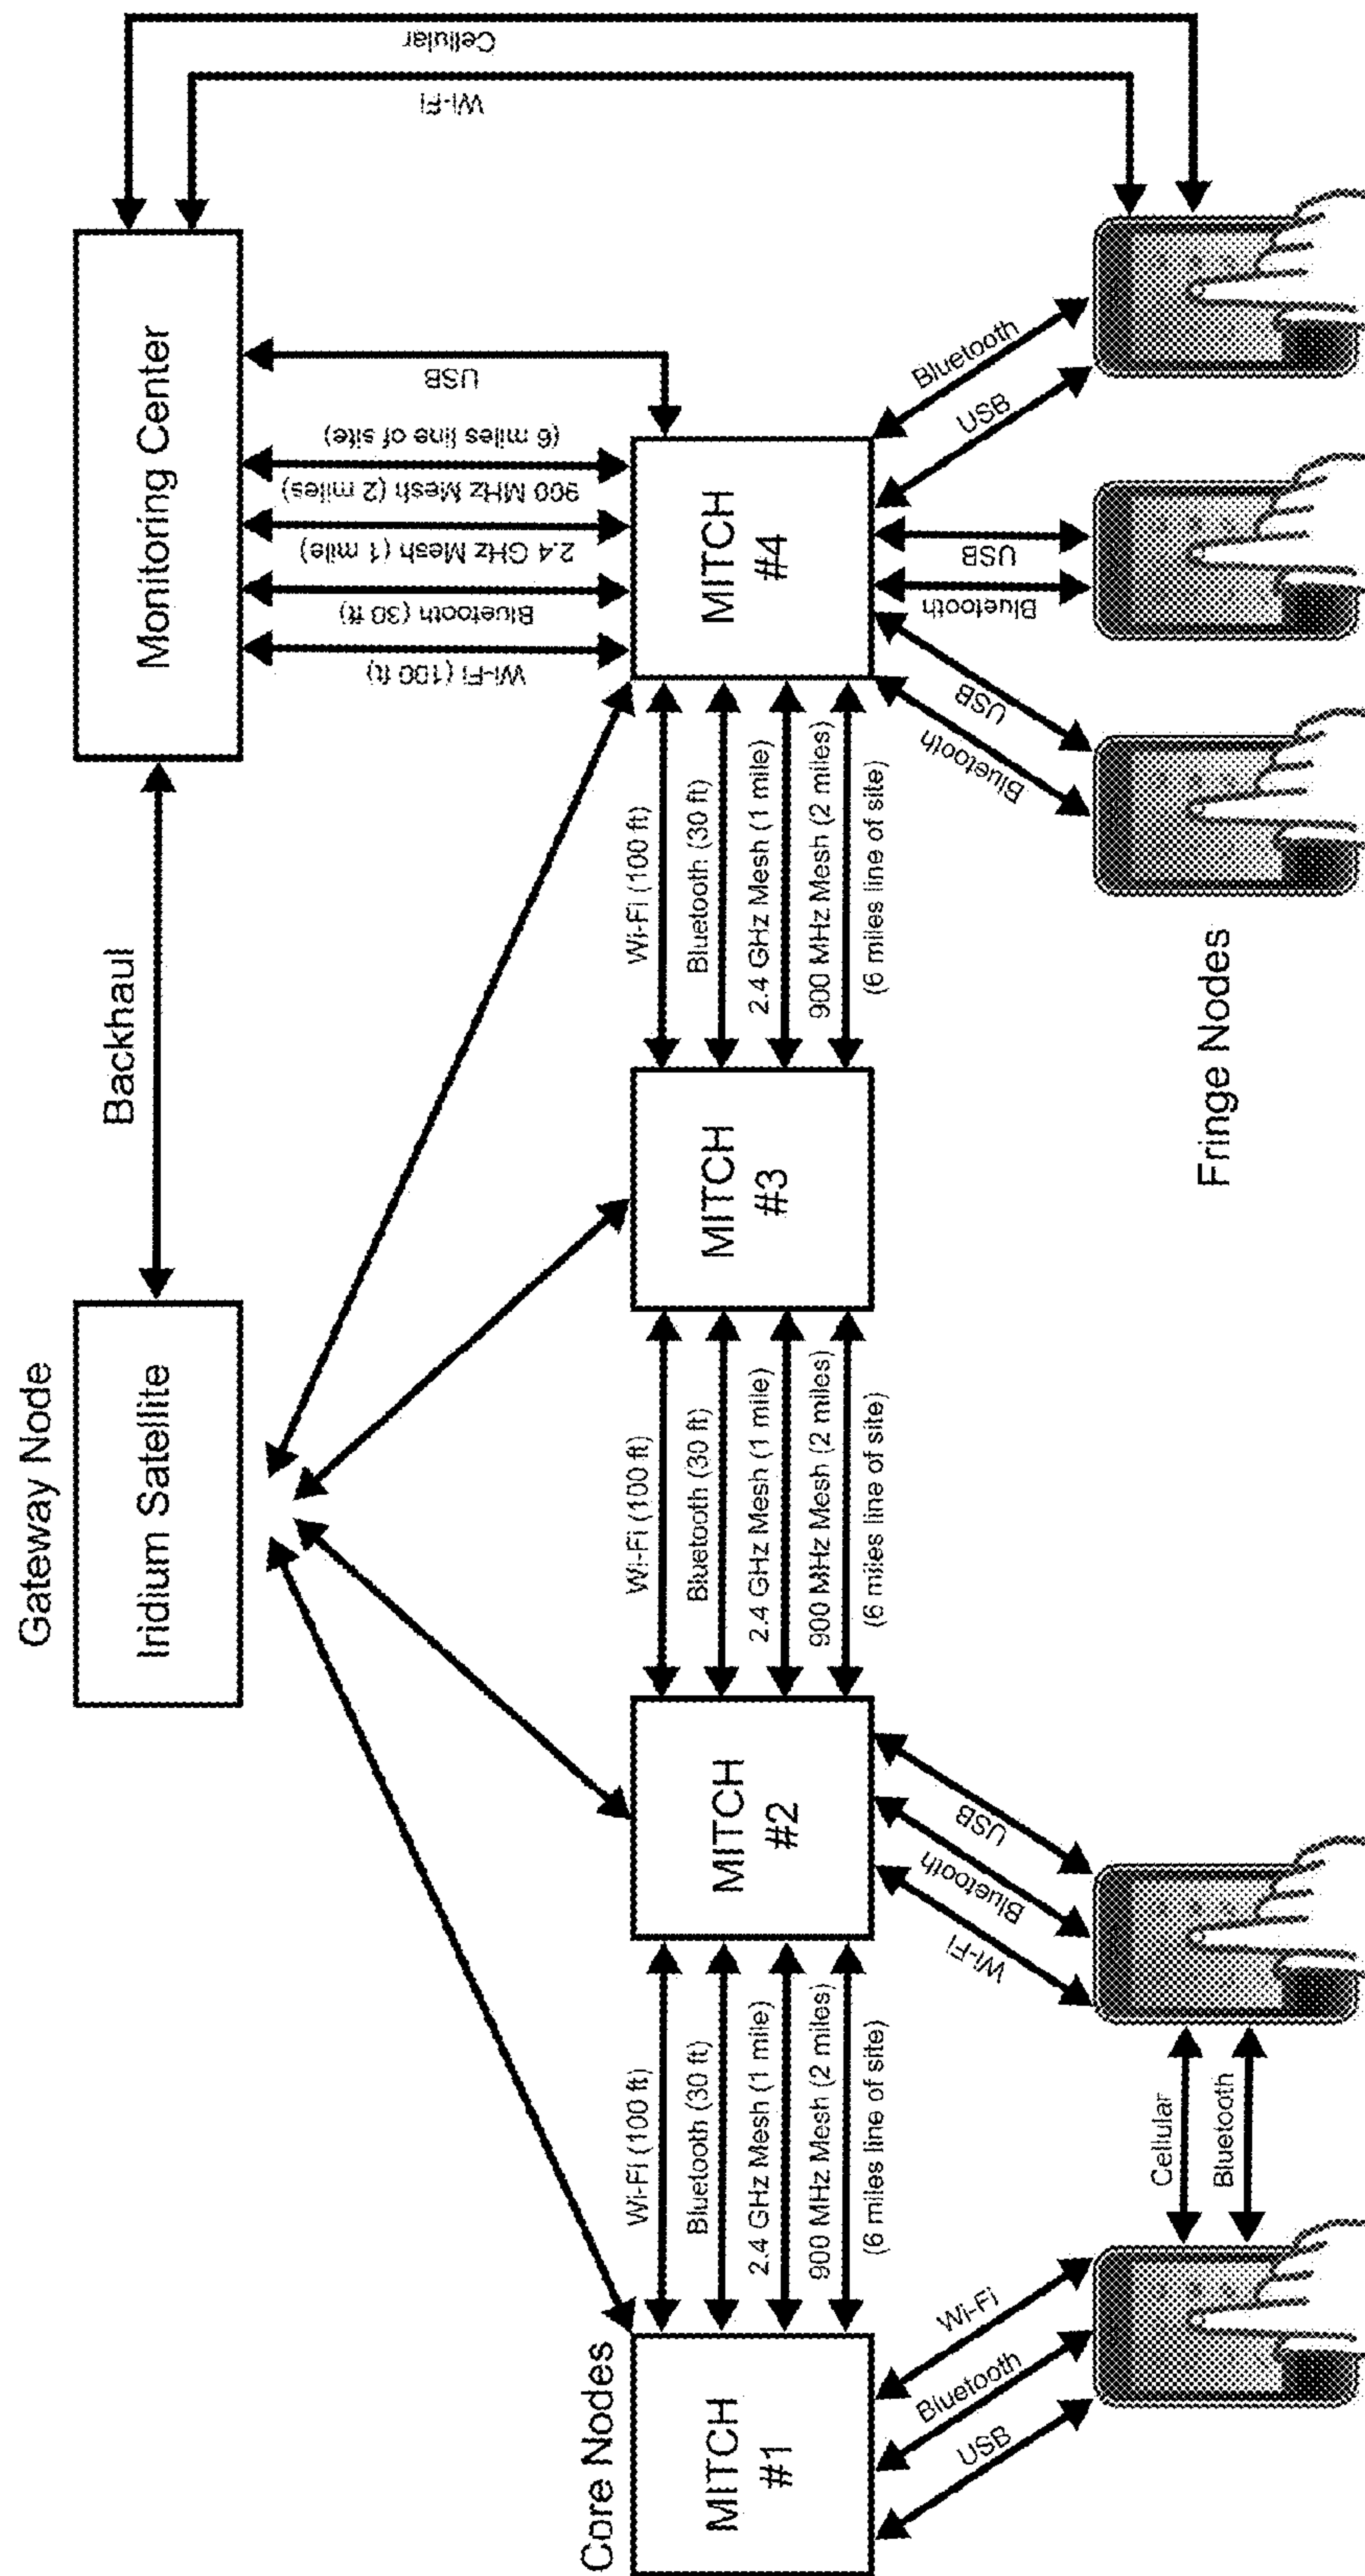 Gateway Node
Iridium Satellite
Backhaul
Monitoring Center
Cellular
Wi-Fi
Wi-Fi (100 ft)
Bluetooth (30 ft)
2.4 GHz Mesh (1 mile)
900 MHz Mesh (2 miles)
(6 miles line of site)
USB
Core Nodes
MITCH
#1
Wi-Fi (100 ft)
Bluetooth (30 ft)
2.4 GHz Mesh (1 mile)
900 MHz Mesh (2 miles)
(6 miles line of site)
MITCH
#2
Wi-Fi (100 ft)
Bluetooth (30 ft)
2.4 GHz Mesh (1 mile)
900 MHz Mesh (2 miles)
(6 miles line of site)
MITCH
#3
Wi-Fi (100 ft)
Bluetooth (30 ft)
2.4 GHz Mesh (1 mile)
900 MHz Mesh (2 miles)
(6 miles line of site)
MITCH
#4
USB
Bluetooth
Wi-Fi
Cellular
Bluetooth
Wi-Fi
Bluetooth
USB
Fringe Nodes
Bluetooth
USB
Bluetooth
USB
USB
Bluetooth